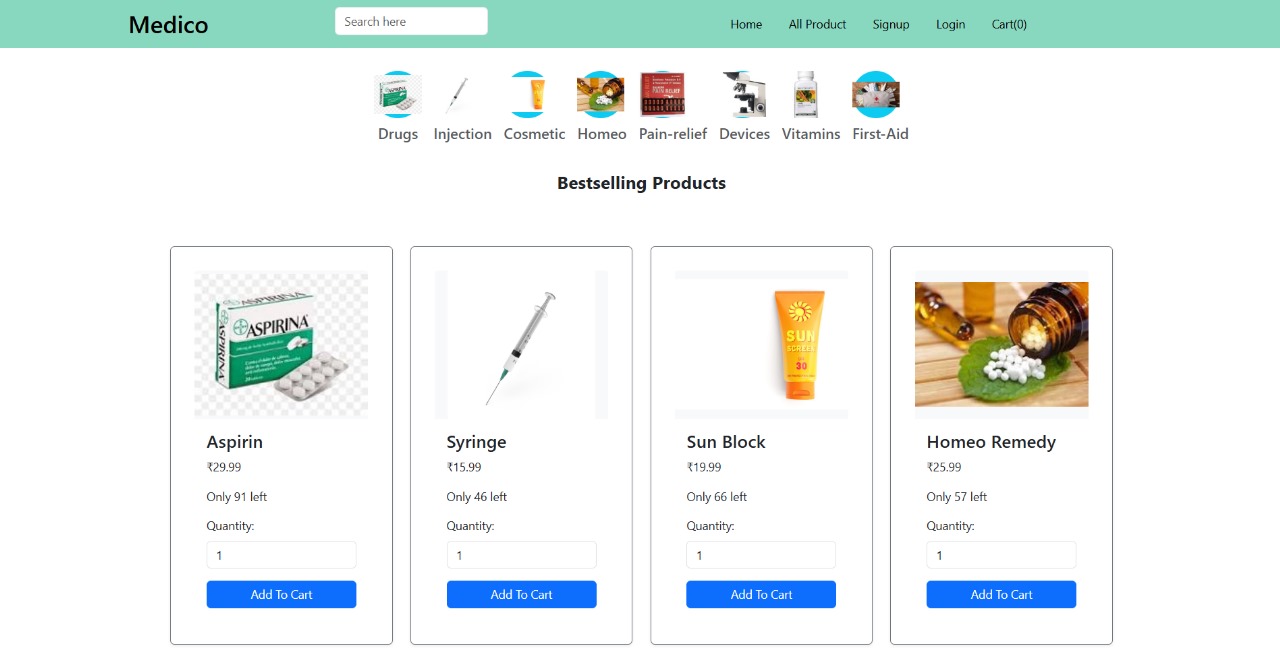 Medico
Search here
Home All Product Signup Login Cart(0)
Drugs Injection Cosmetic Homeo Pain-relief Devices Vitamins First-Aid
PAIN RELIEF
Bestselling Products
ASPIRINA
ASPIRINA
SUN
SCREEN
30
Aspirin
₹29.99
Only 91 left
Quantity:
1
Add To Cart
Syringe
₹15.99
Only 46 left
Quantity:
1
Add To Cart
Sun Block
₹19.99
Only 66 left
Quantity:
1
Add To Cart
Homeo Remedy
₹25.99
Only 57 left
Quantity:
1
Add To Cart